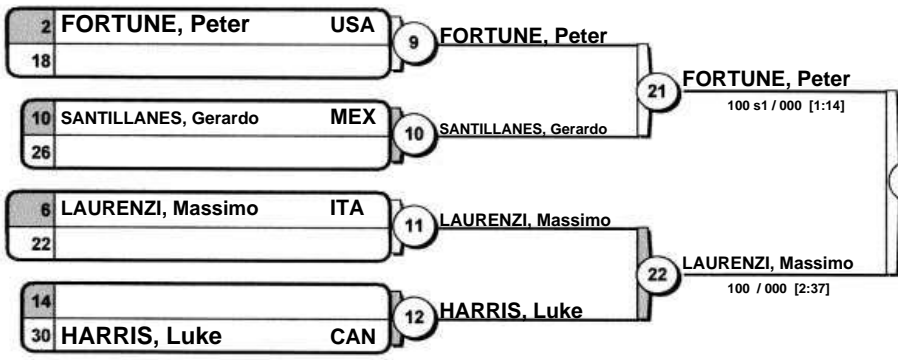 2 FORTUNE, Peter USA
18
9 FORTUNE, Peter
10 SANTILLANES, Gerardo MEX
26
10 SANTILLANES, Gerardo
21 FORTUNE, Peter
100 s1 / 000 [1:14]
6 LAURENZI, Massimo ITA
22
11 LAURENZI, Massimo
14
30 HARRIS, Luke CAN
12 HARRIS, Luke
22 LAURENZI, Massimo
100 / 000 [2:37]